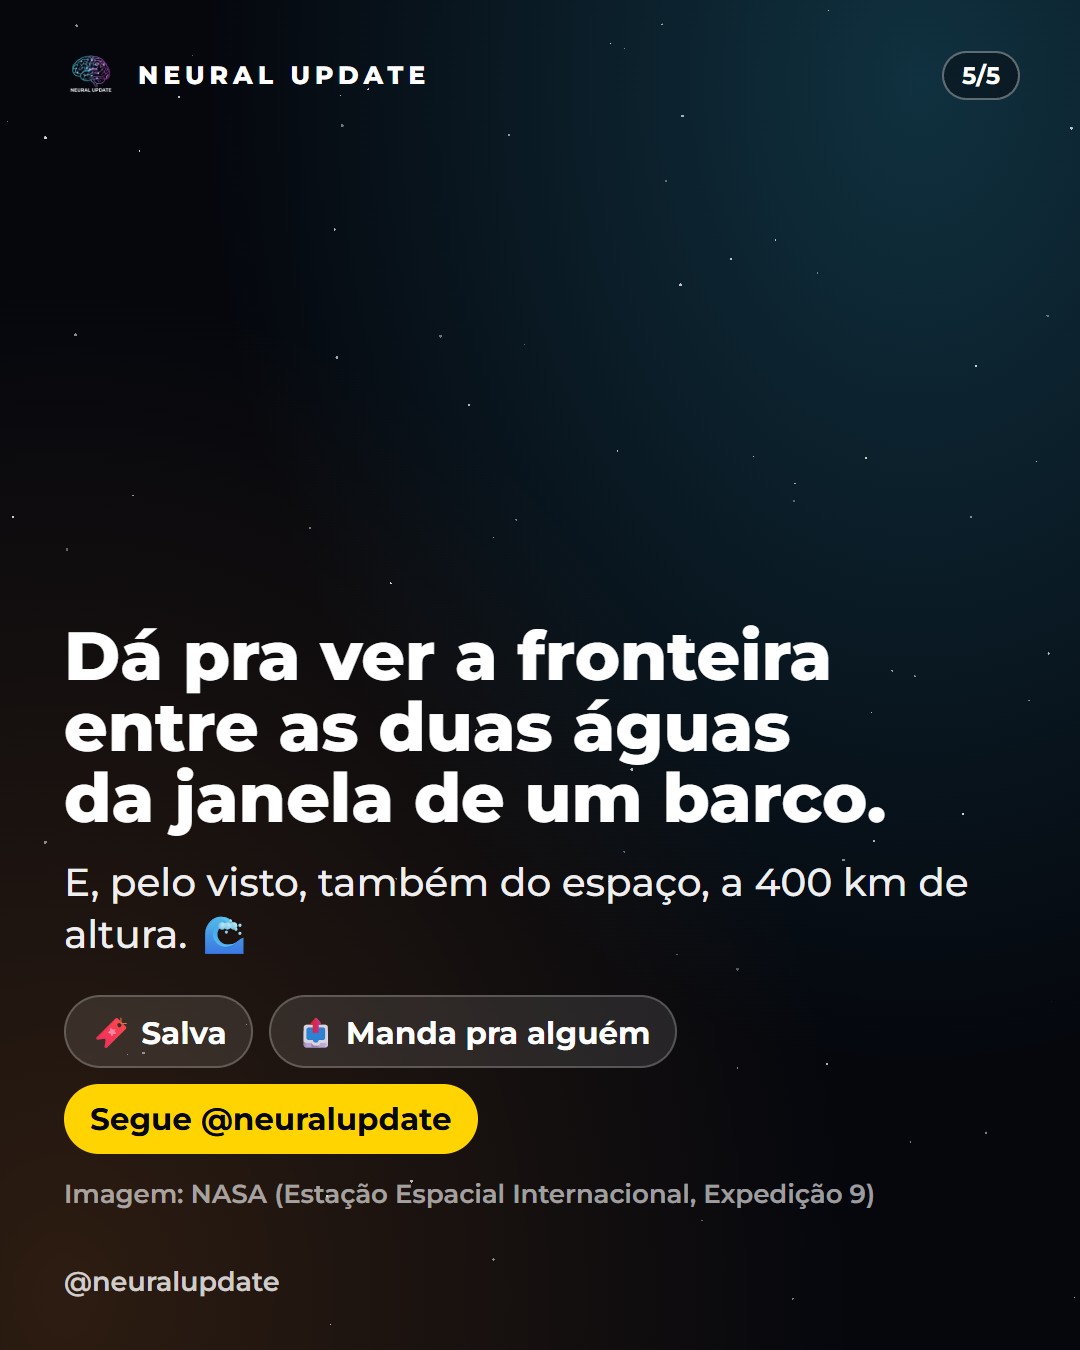 NEURAL UPDATE
NEURAL UPDATE
5/5
Dá pra ver a fronteira
entre as duas águas
da janela de um barco.
E, pelo visto, também do espaço, a 400 km de
altura. 🌊
🔖 Salva
📤 Manda pra alguém
Segue @neuralupdate
Imagem: NASA (Estação Espacial Internacional, Expedição 9)
@neuralupdate